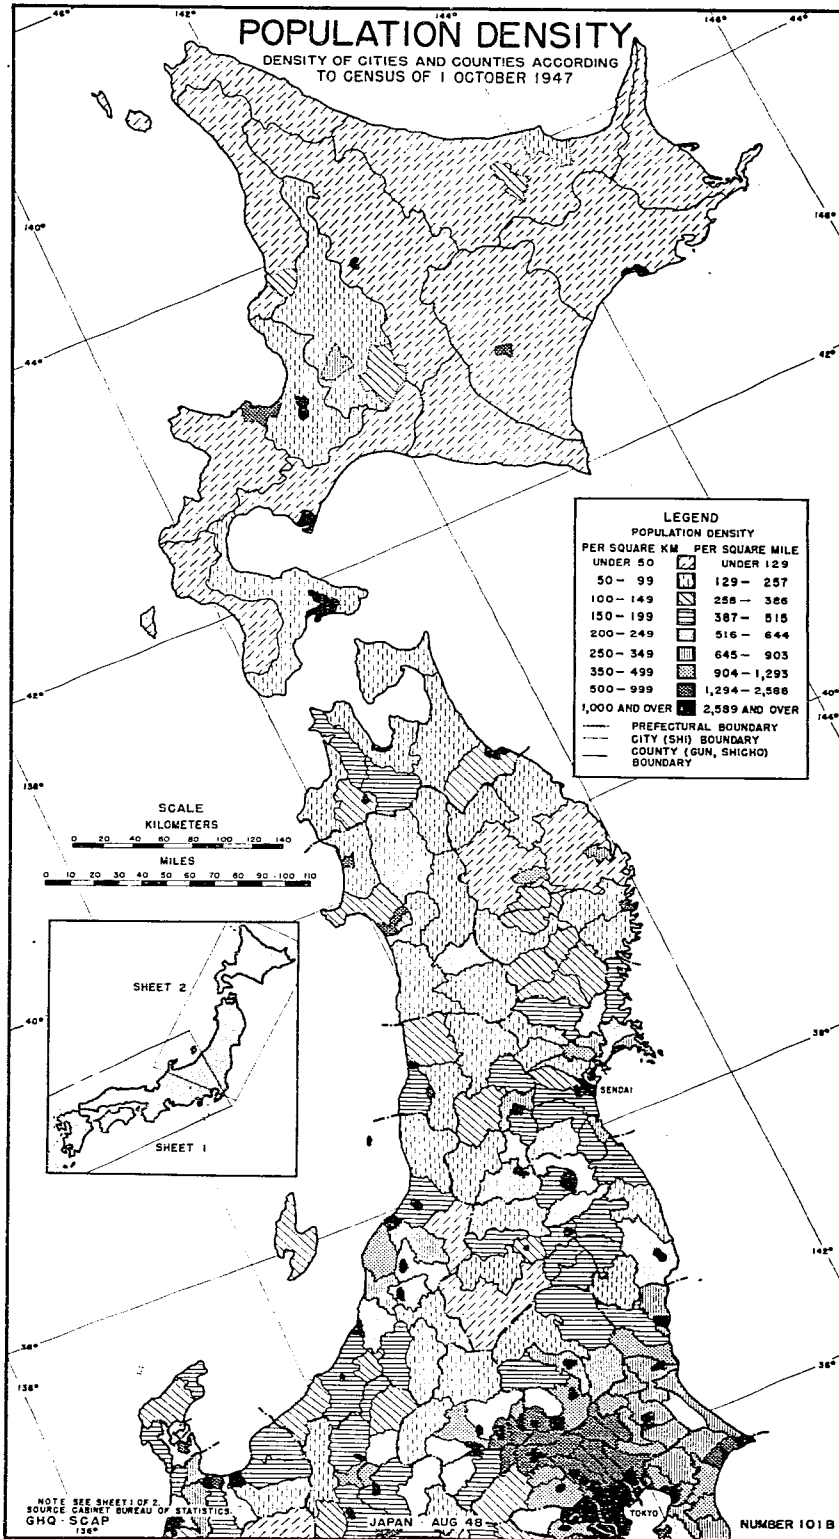 46°
142°
144°
146°
44°
POPULATION DENSITY
DENSITY OF CITIES AND COUNTIES ACCORDING
TO CENSUS OF 1 OCTOBER 1947
140°
148°
44°
42°
LEGEND
POPULATION DENSITY
PER SQUARE KM PER SQUARE MILE
UNDER 50 UNDER 129
50 - 99 129 - 257
100 - 149 258 - 386
150 - 199 387 - 515
200 - 249 516 - 644
250 - 349 645 - 903
350 - 499 904 - 1,293
500 - 999 1,294 - 2,588
1,000 AND OVER 2,589 AND OVER
PREFECTURAL BOUNDARY
CITY (SHI) BOUNDARY
COUNTY (GUN, SHICHO)
BOUNDARY
42°
40°
144°
138°
SCALE
KILOMETERS
0 20 40 60 80 100 120 140
MILES
0 10 20 30 40 50 60 70 80 90 100 110
SHEET 2
SHEET 1
40°
38°
SENDAI
142°
38°
136°
36°
TOKYO
NOTE SEE SHEET 1 OF 2.
SOURCE CABINET BUREAU OF STATISTICS.
GHQ - SCAP
136°
JAPAN - AUG 48
NUMBER 101B